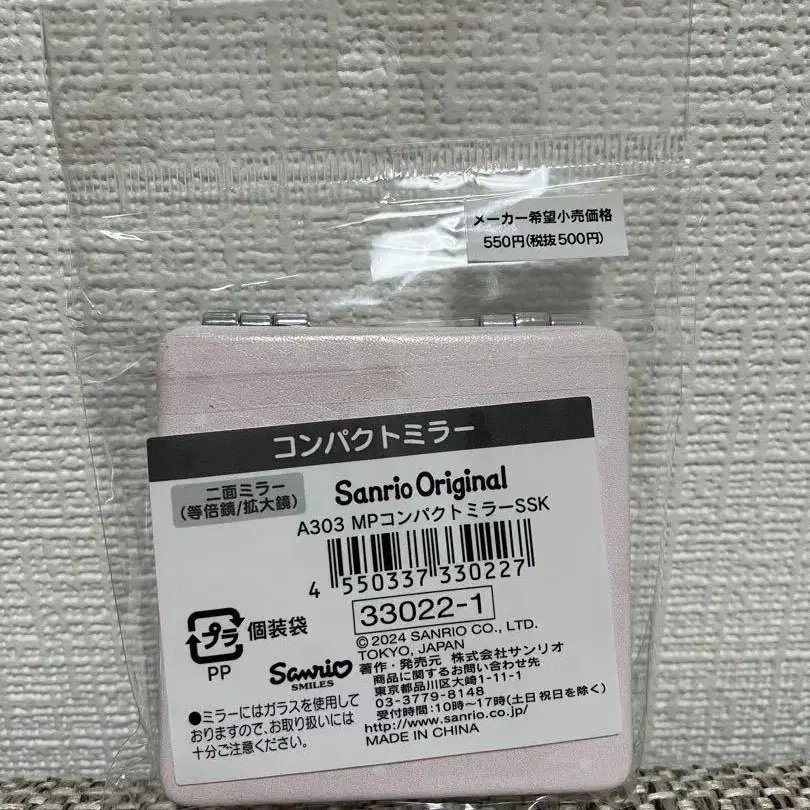 メーカー希望小売価格
550円(税抜500円)
コンパクトミラー
二面ミラー
(等倍鏡/拡大鏡)
Sanrio Original
A303 MPコンパクトミラーSSK
4 550337 330227
33022-1
プラ
PP
個装袋
Sanrio
SMILES
© 2024 SANRIO CO., LTD.
TOKYO, JAPAN
著作・発売元 株式会社サンリオ
商品に関するお問い合わせ先
東京都品川区大崎1-11-1
03-3779-8148
受付時間:10時〜17時(土日祝日を除く)
http://www.sanrio.co.jp/
MADE IN CHINA
●ミラーにはガラスを使用して
おりますので、お取り扱いには
十分ご注意ください。